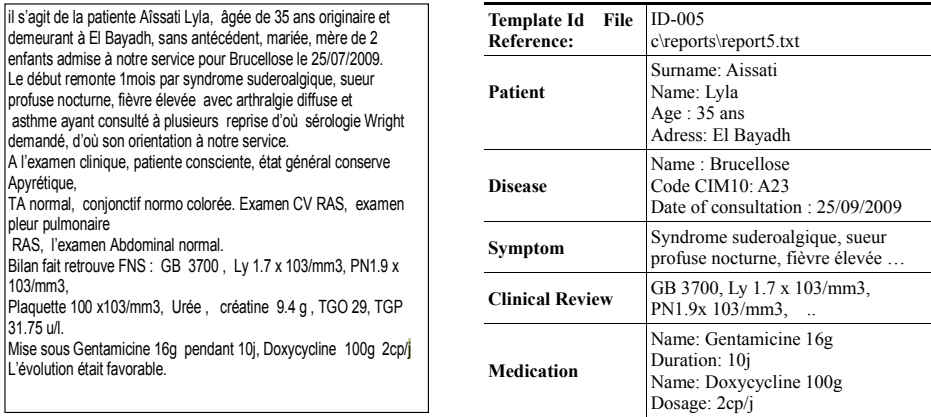 il s’agit de la patiente Aîssati Lyla,  âgée de 35 ans originaire et
demeurant à El Bayadh, sans antécédent, mariée, mère de 2
enfants admise à notre service pour Brucellose le 25/07/2009.
Le début remonte 1mois par syndrome suderoalgique, sueur
profuse nocturne, fièvre élevée  avec arthralgie diffuse et
asthme ayant consulté à plusieurs  reprise d’où  sérologie Wright
demandé, d’où son orientation à notre service.
A l’examen clinique, patiente consciente, état général conserve
Apyrétique,
TA normal,  conjonctif normo colorée. Examen CV RAS,  examen
pleur pulmonaire
RAS,  l’examen Abdominal normal.
Bilan fait retrouve FNS :  GB  3700 , Ly 1.7 x 103/mm3, PN1.9 x
103/mm3,
Plaquette 100 x103/mm3,  Urée ,  créatine  9.4 g , TGO 29, TGP
31.75 u/l.
Mise sous Gentamicine 16g  pendant 10j, Doxycycline  100g  2cp/j
L’évolution était favorable.
Template Id File Reference:
ID-005
c\reports\report5.txt
Patient
Surname: Aissati
Name: Lyla
Age : 35 ans
Adress: El Bayadh
Disease
Name : Brucellose
Code CIM10: A23
Date of consultation : 25/09/2009
Symptom
Syndrome suderoalgique, sueur
profuse nocturne, fièvre élevée …
Clinical Review
GB 3700, Ly 1.7 x 103/mm3,
PN1.9x 103/mm3,    ..
Medication
Name: Gentamicine 16g
Duration: 10j
Name: Doxycycline 100g
Dosage: 2cp/j